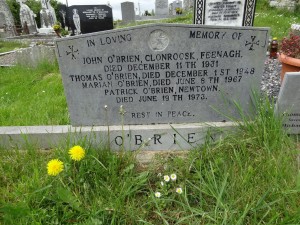 IN LOVING MEMORY OF
JOHN O'BRIEN, CLONROOSK, FEENAGH.
DIED DECEMBER 11TH 1931
THOMAS O'BRIEN, DIED DECEMBER 1ST 1948
MARIAN O'BRIEN, DIED JUNE 8TH 1967
PATRICK O'BRIEN, NEWTOWN,
DIED JUNE 19TH 1973.
REST IN PEACE.
O'BRIEN